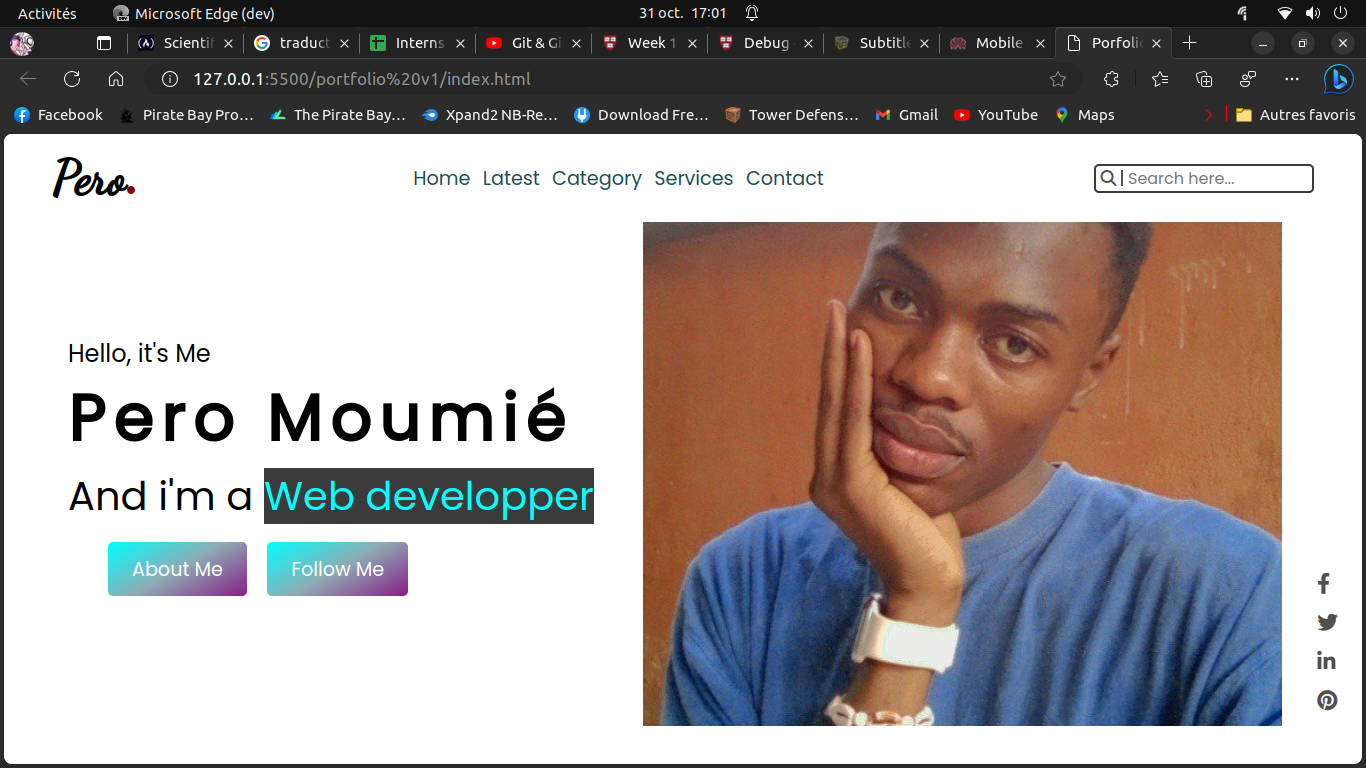 Activités Microsoft Edge (dev) 31 oct. 17:01
Scientif traduct Interns Git & Gi Week 1 Debug - Subtitle Mobile Porfolio
127.0.0.1:5500/portfolio%20v1/index.html
Facebook Pirate Bay Pro... The Pirate Bay... Xpand2 NB-Re... Download Fre... Tower Defens... Gmail YouTube Maps Autres favoris
Pero. Home Latest Category Services Contact | Search here...
Hello, it's Me
Pero Moumié
And i'm a Web developper
About Me Follow Me